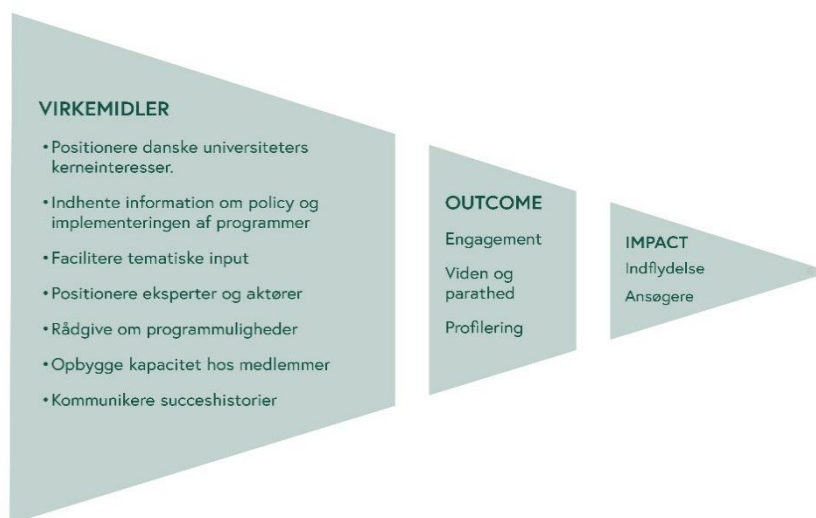 VIRKEMIDLER
• Positionere danske universiteters
kerneinteresser.
• Indhente information om policy og
implementeringen af programmer
• Facilitere tematiske input
• Positionere eksperter og aktører
• Rådgive om programmuligheder
• Opbygge kapacitet hos medlemmer
• Kommunikere succeshistorier
OUTCOME
Engagement
Viden og
parathed
Profilering
IMPACT
Indflydelse
Ansøgere